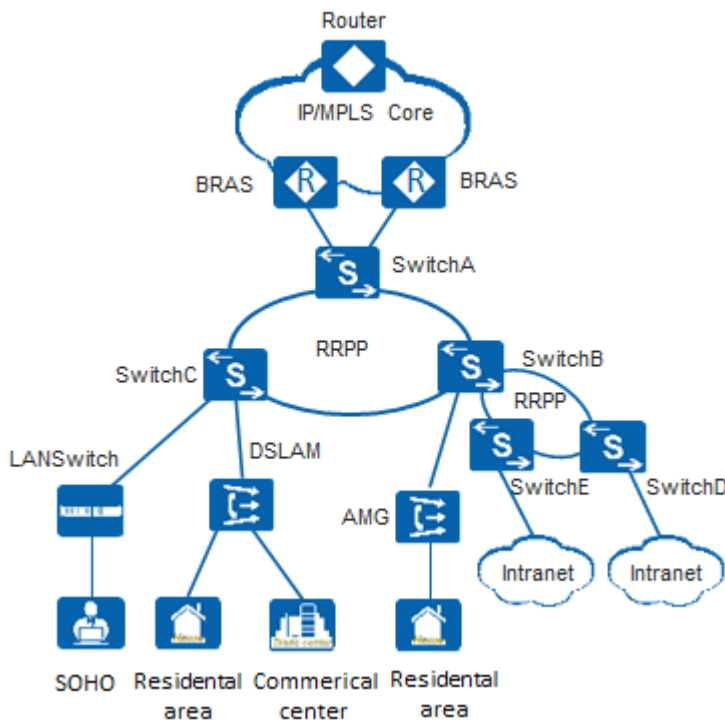 Router
IP/MPLS Core
BRAS
R
R
BRAS
S
SwitchA
RRPP
SwitchC
S
S
SwitchB
RRPP
LANSwitch
DSLAM
S
S
AMG
SwitchE
SwitchD
Intranet
Intranet
SOHO
Residental area
Commerical center
Residental area